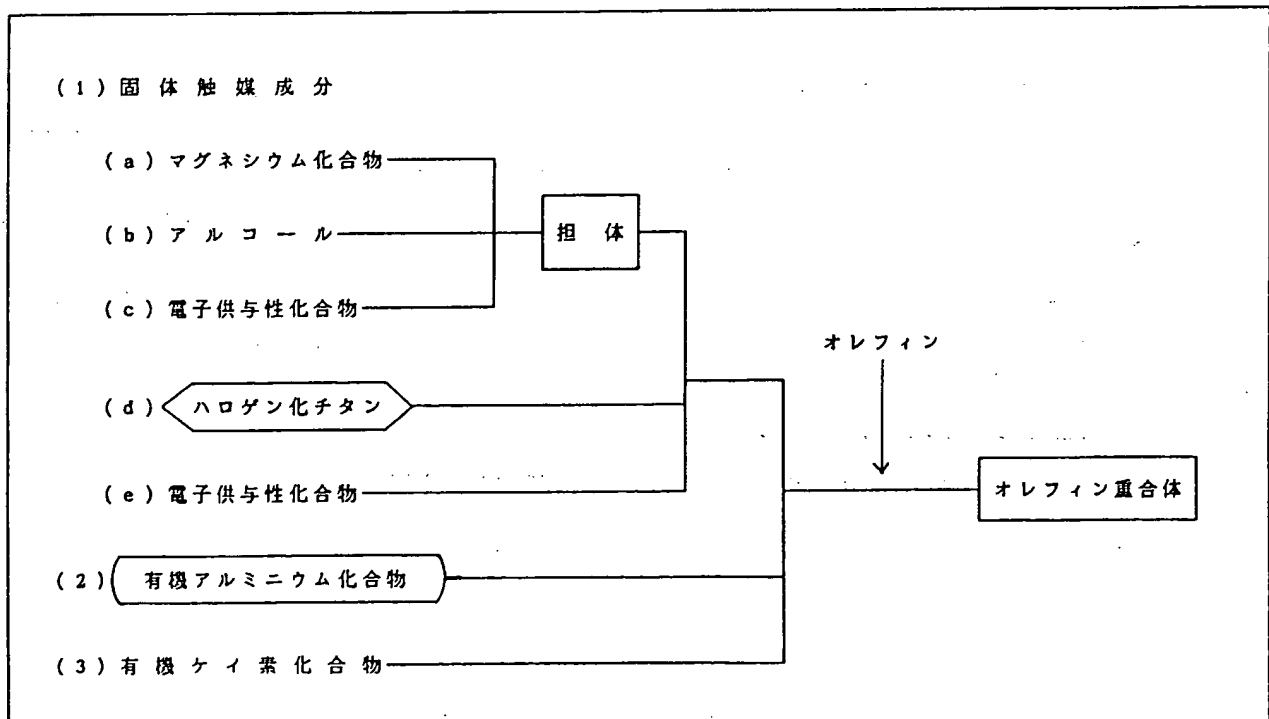 (1)固体触媒成分
(a)マグネシウム化合物
(b)アルコール
担体
(c)電子供与性化合物
オレフィン
(d)ハロゲン化チタン
(e)電子供与性化合物
オレフィン重合体
(2)有機アルミニウム化合物
(3)有機ケイ素化合物